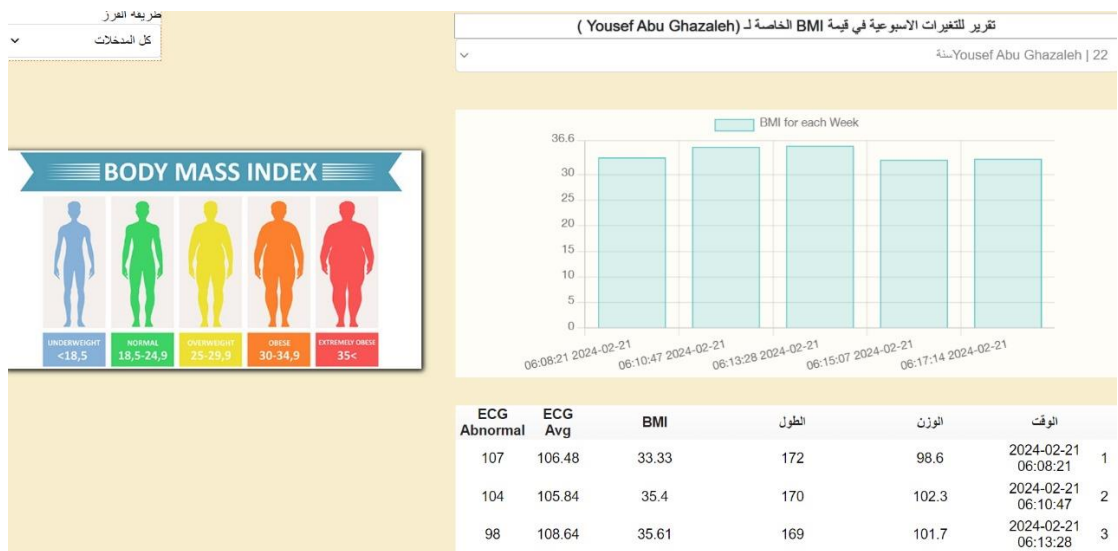 طريقة الفرز
كل المدخلات
تقرير للتغيرات الاسبوعية في قيمة BMI الخاصة لـ (Yousef Abu Ghazaleh )
Yousef Abu Ghazaleh | 22سنة
BODY MASS INDEX
UNDERWEIGHT
<18,5
NORMAL
18,5-24,9
OVERWEIGHT
25-29,9
OBESE
30-34,9
EXTREMELY OBESE
35<
BMI for each Week
36.6
30
25
20
15
10
5
0
06:08:21 2024-02-21
06:10:47 2024-02-21
06:13:28 2024-02-21
06:15:07 2024-02-21
06:17:14 2024-02-21
الوقت الوزن الطول BMI ECG Avg ECG Abnormal
1 2024-02-21 06:08:21 98.6 172 33.33 106.48 107
2 2024-02-21 06:10:47 102.3 170 35.4 105.84 104
3 2024-02-21 06:13:28 101.7 169 35.61 108.64 98